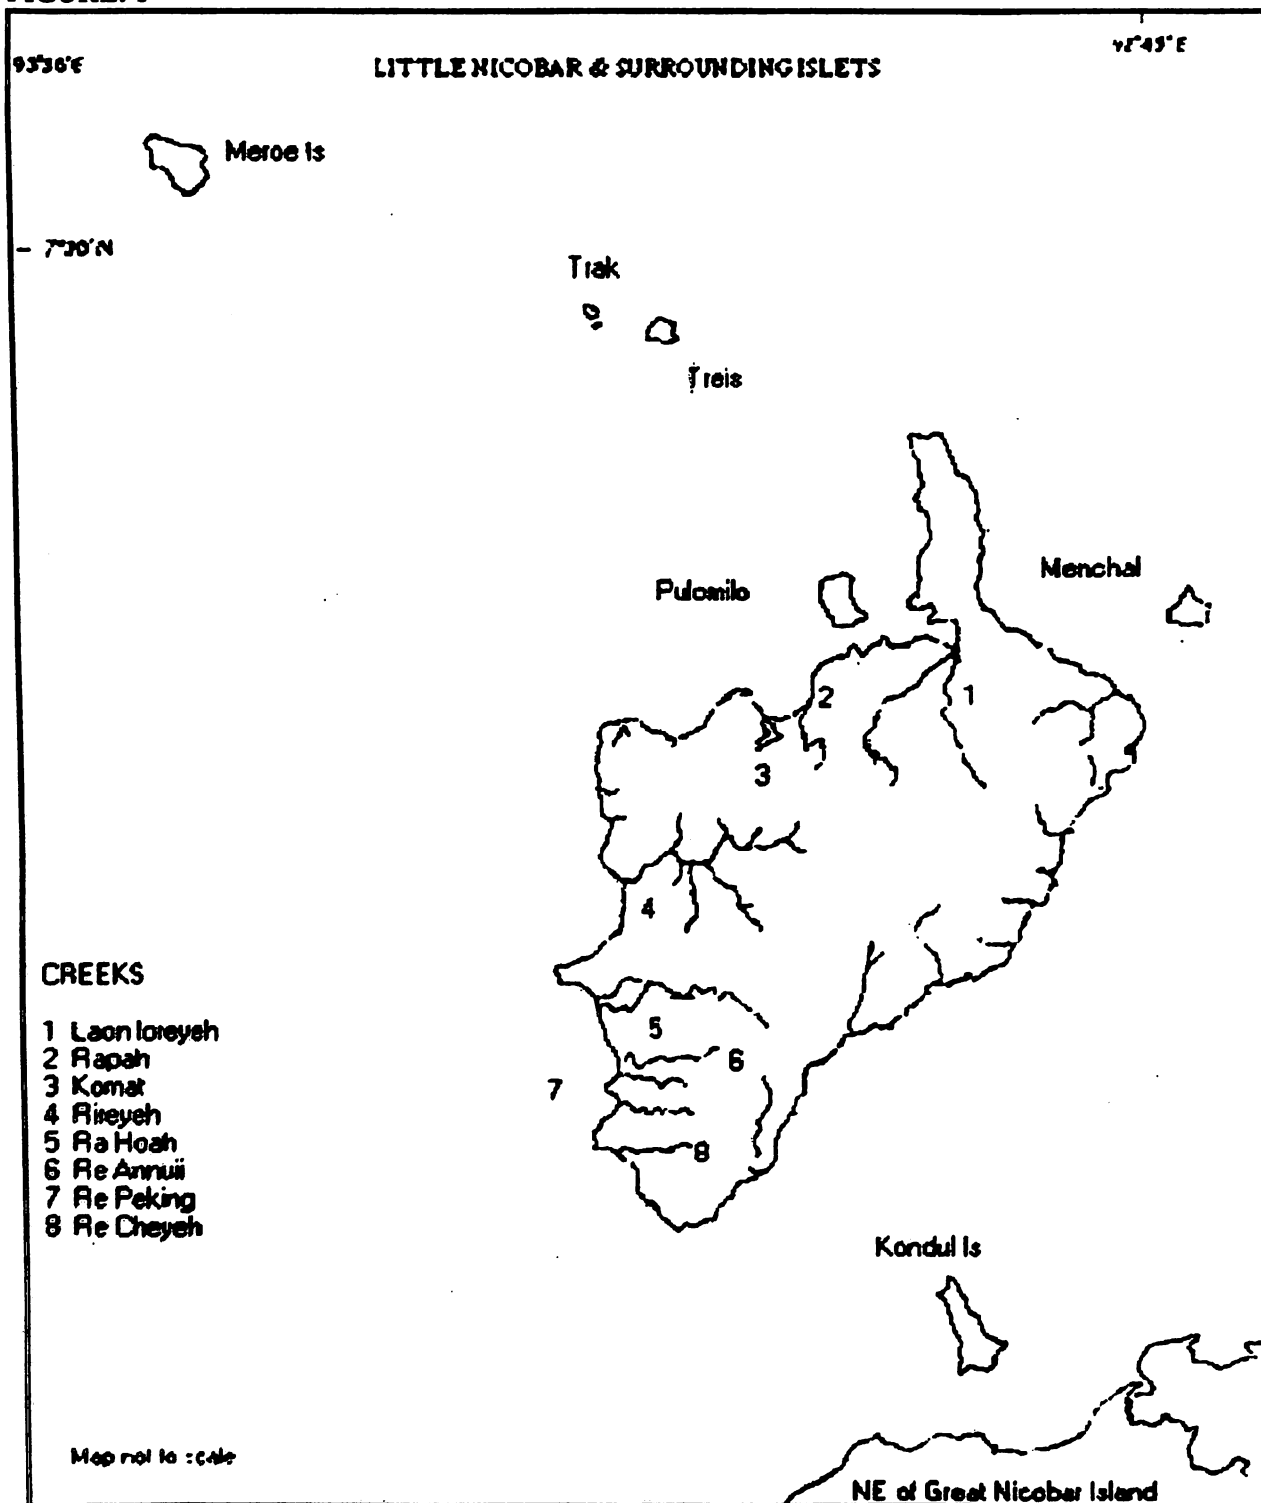 93°36'E
LITTLE NICOBAR & SURROUNDING ISLETS
Meroe Is
7°30'N
Trak
Treis
Pulomilo
Menchal
1
2
3
4
5
6
7
8
CREEKS
1 Laon Ioreyeh
2 Rapah
3 Komat
4 Rireyeh
5 Ra Hoah
6 Re Annuii
7 Re Peking
8 Re Cheyeh
Kondul Is
Map not to scale
NE of Great Nicobar Island